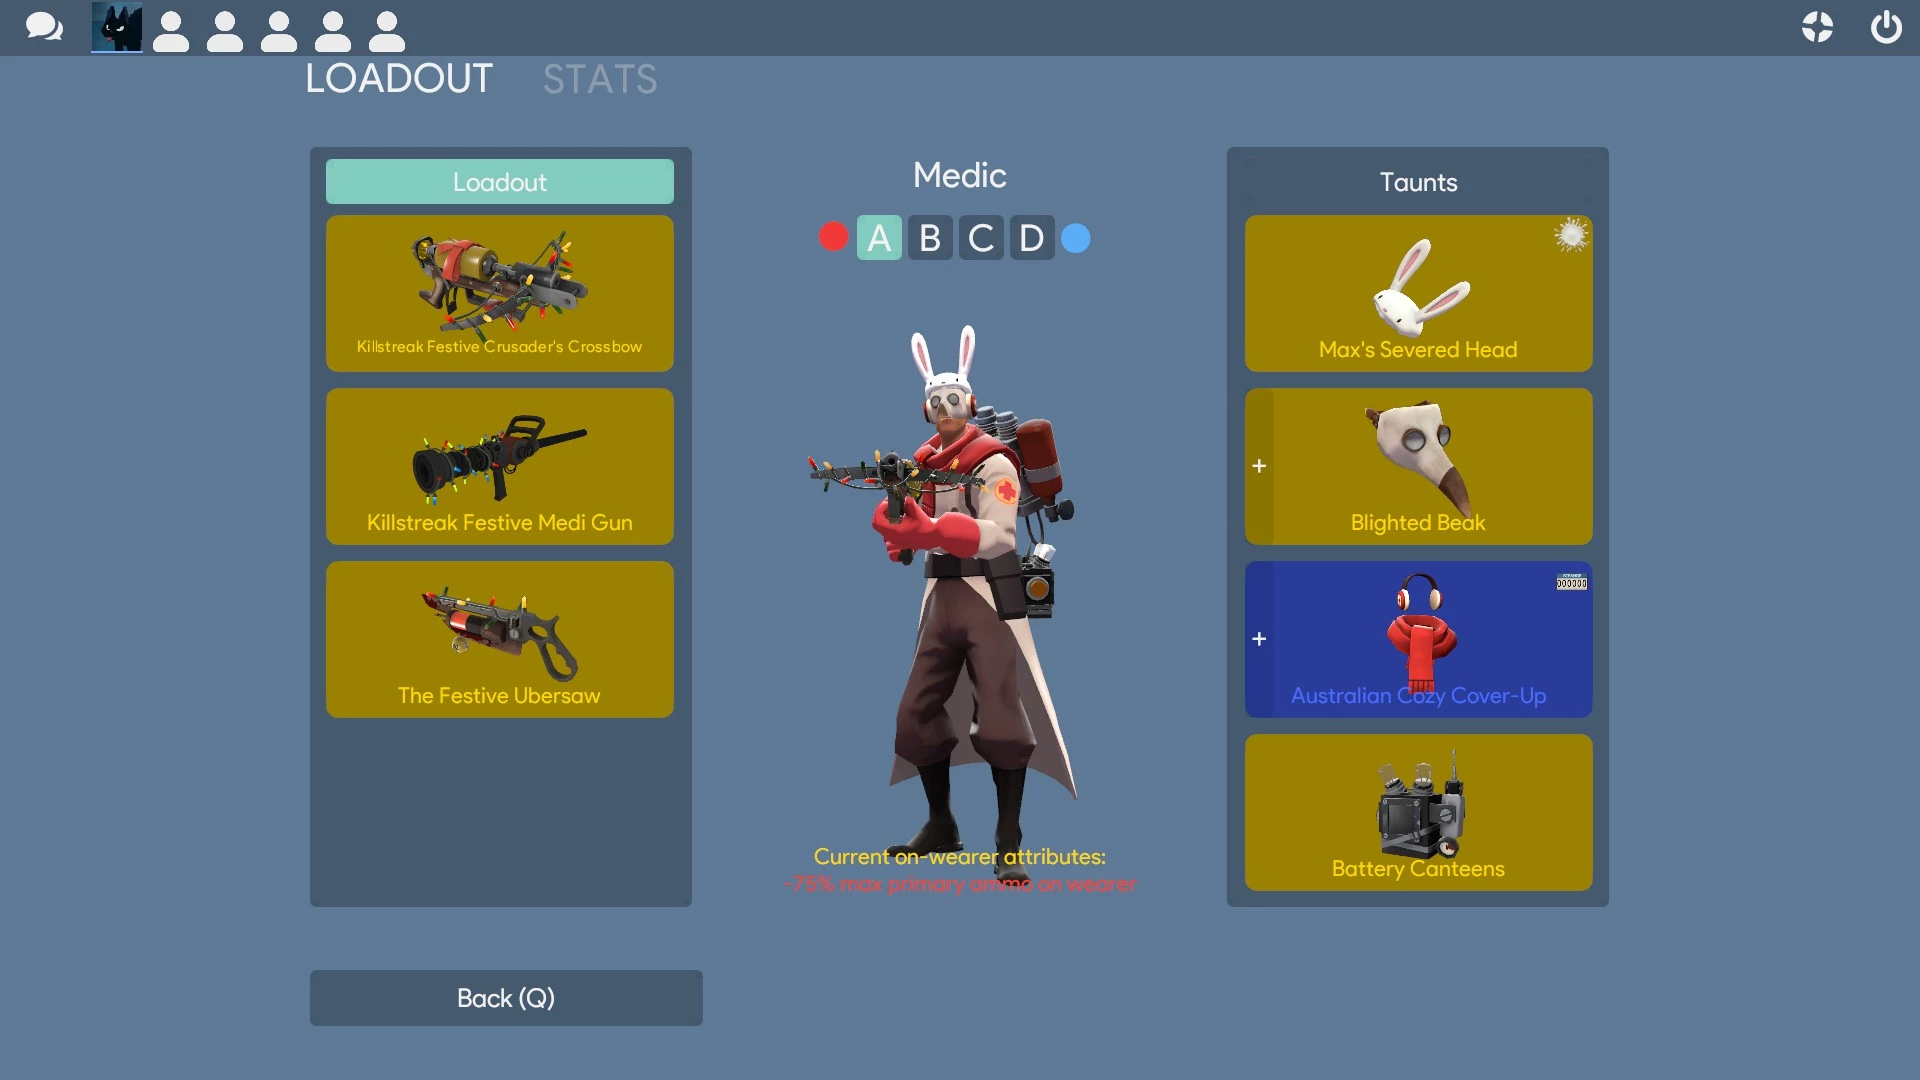 LOADOUT STATS
Loadout
Killstreak Festive Crusader's Crossbow
Killstreak Festive Medi Gun
The Festive Ubersaw
Medic
A B C D
Current on-wearer attributes:
-75% max primary ammo on wearer
Taunts
Max's Severed Head
+
Blighted Beak
+
STRANGE
000000
Australian Cozy Cover-Up
Battery Canteens
Back (Q)